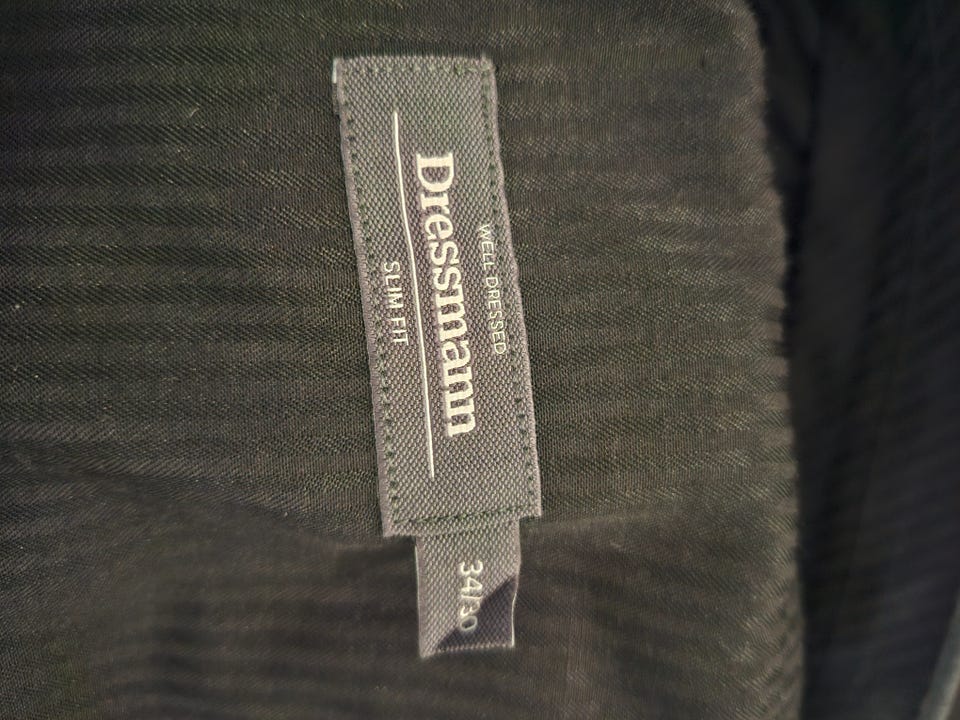 WELL DRESSED
Dressmann
SLIM FIT
34/30